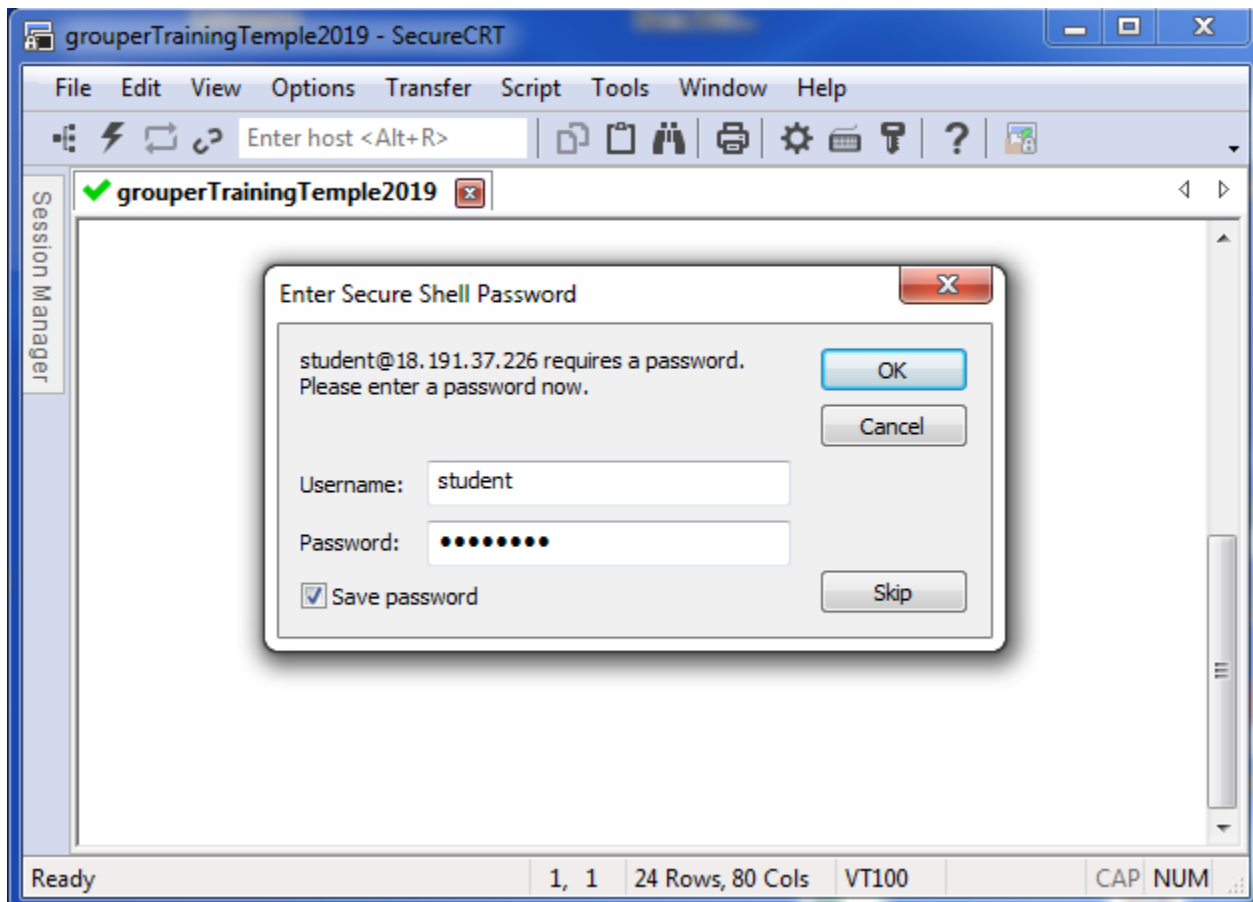 grouperTrainingTemple2019 - SecureCRT
File Edit View Options Transfer Script Tools Window Help
Enter host <Alt+R>
Session Manager
grouperTrainingTemple2019
Enter Secure Shell Password
student@18.191.37.226 requires a password.
Please enter a password now.
OK
Cancel
Username: student
Password: ••••••••
Save password
Skip
Ready 1, 1 24 Rows, 80 Cols VT100 CAP NUM